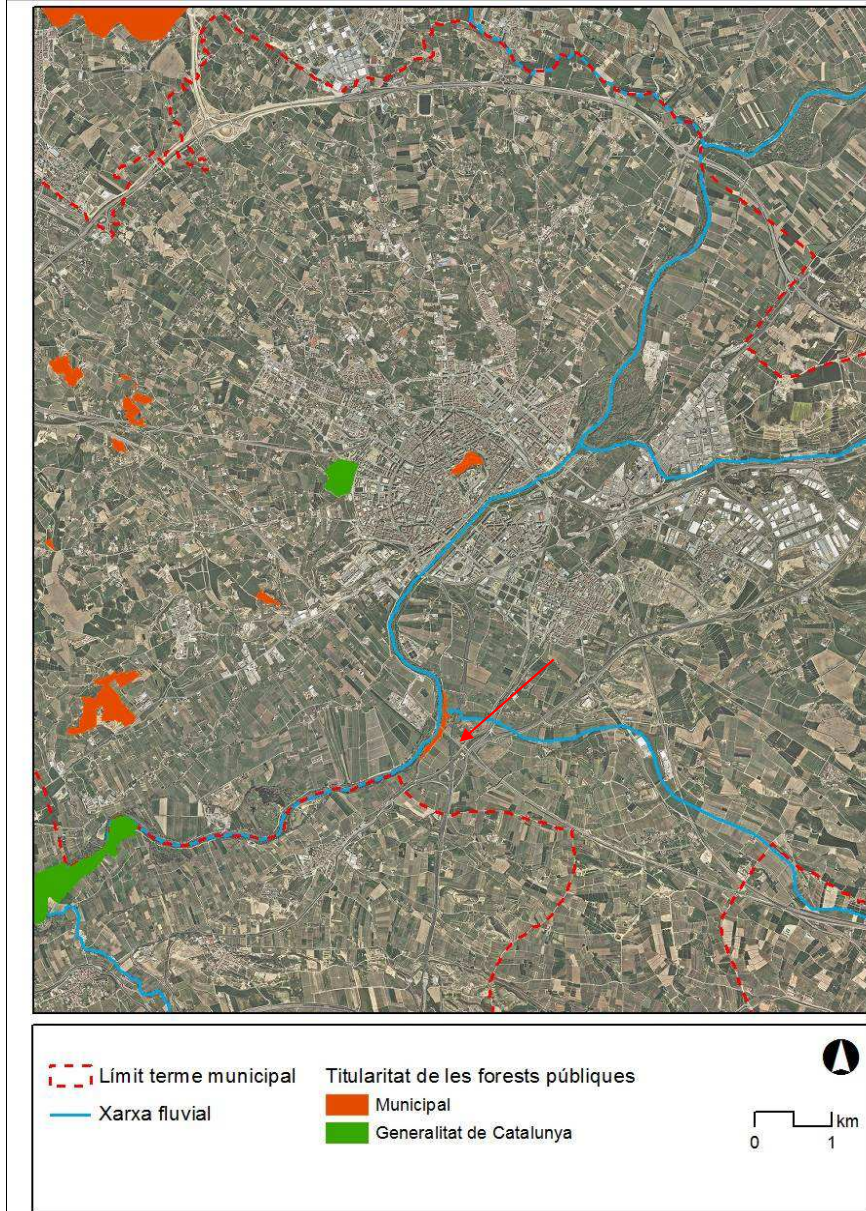 Límit terme municipal
Xarxa fluvial
Titularitat de les forests públiques
Municipal
Generalitat de Catalunya
km
0 1